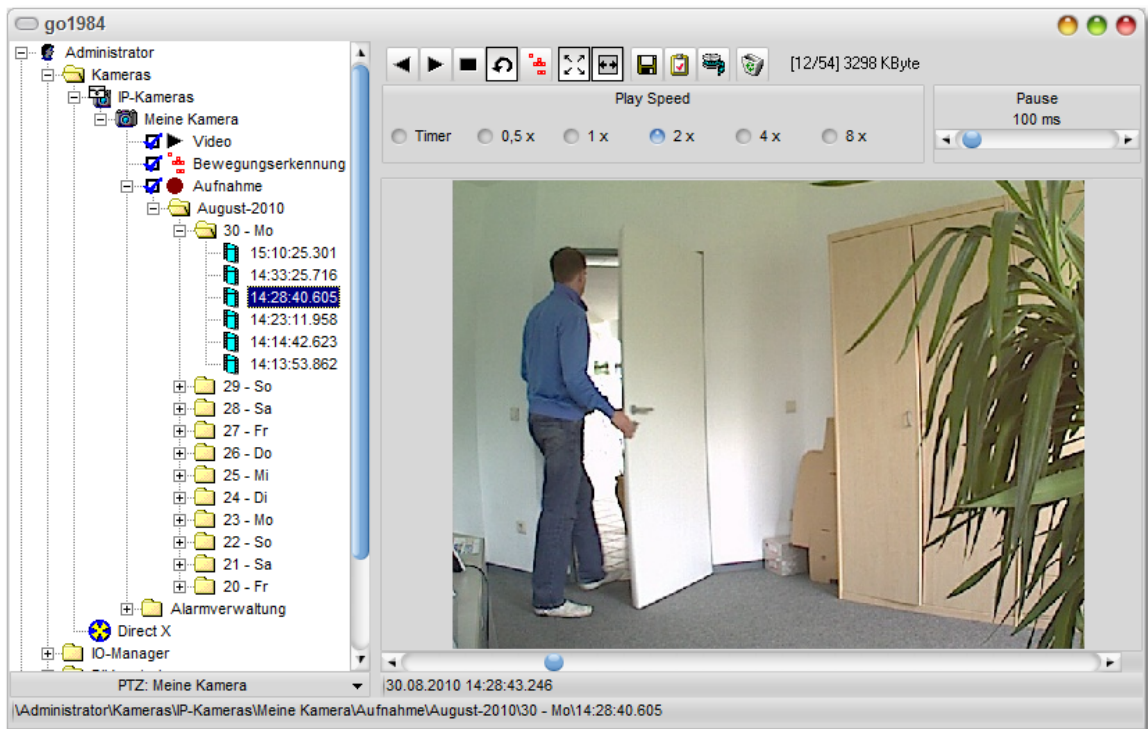 go1984
Administrator
Kameras
IP-Kameras
Meine Kamera
Video
Bewegungserkennung
Aufnahme
August-2010
30 - Mo
15:10:25.301
14:33:25.716
14:28:40.605
14:23:11.958
14:14:42.623
14:13:53.862
29 - So
28 - Sa
27 - Fr
26 - Do
25 - Mi
24 - Di
23 - Mo
22 - So
21 - Sa
20 - Fr
Alarmverwaltung
Direct X
IO-Manager
PTZ: Meine Kamera
[12/54] 3298 KByte
Play Speed
Timer 0,5 x 1 x 2 x 4 x 8 x
Pause
100 ms
30.08.2010 14:28:43.246
\Administrator\Kameras\IP-Kameras\Meine Kamera\Aufnahme\August-2010\30 - Mo\14:28:40.605